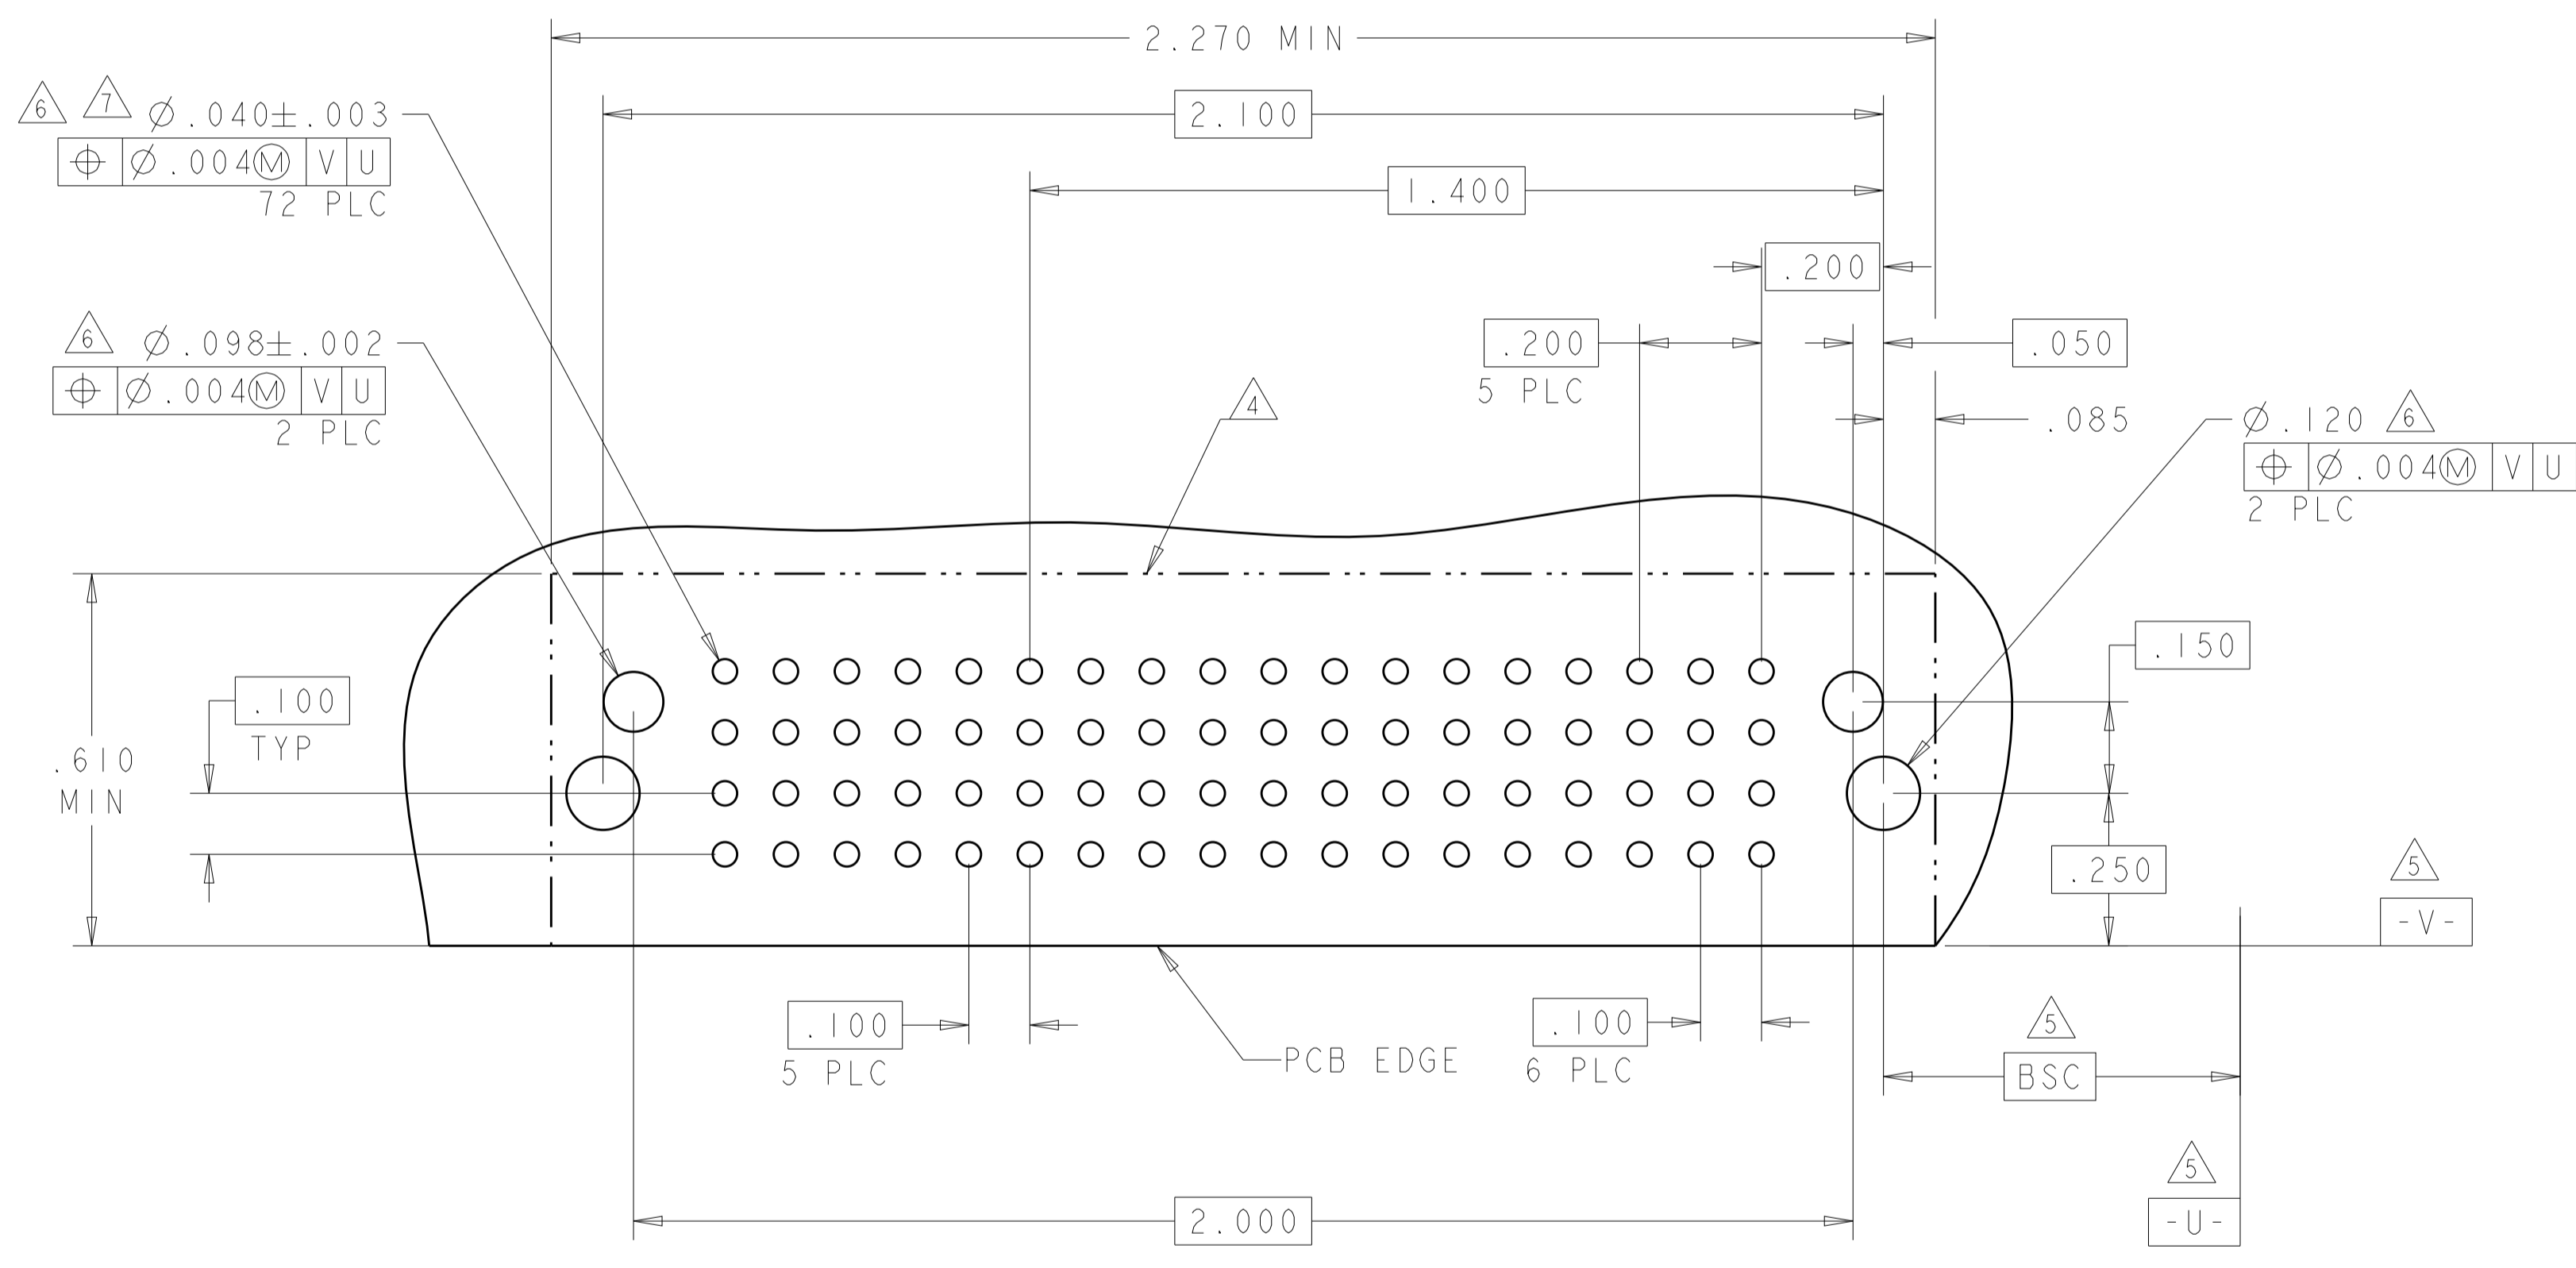 2.270 MIN
6 7 Ø.040±.003
⌖ Ø.004Ⓜ V U
72 PLC
2.100
1.400
.200
6 Ø.098±.002
⌖ Ø.004Ⓜ V U
2 PLC
.200
5 PLC
.050
4
.085
Ø.120 6
⌖ Ø.004Ⓜ V U
2 PLC
.150
.100
TYP
.610
MIN
.250
5
-V-
.100
5 PLC
PCB EDGE
.100
6 PLC
5
BSC
5
-U-
2.000